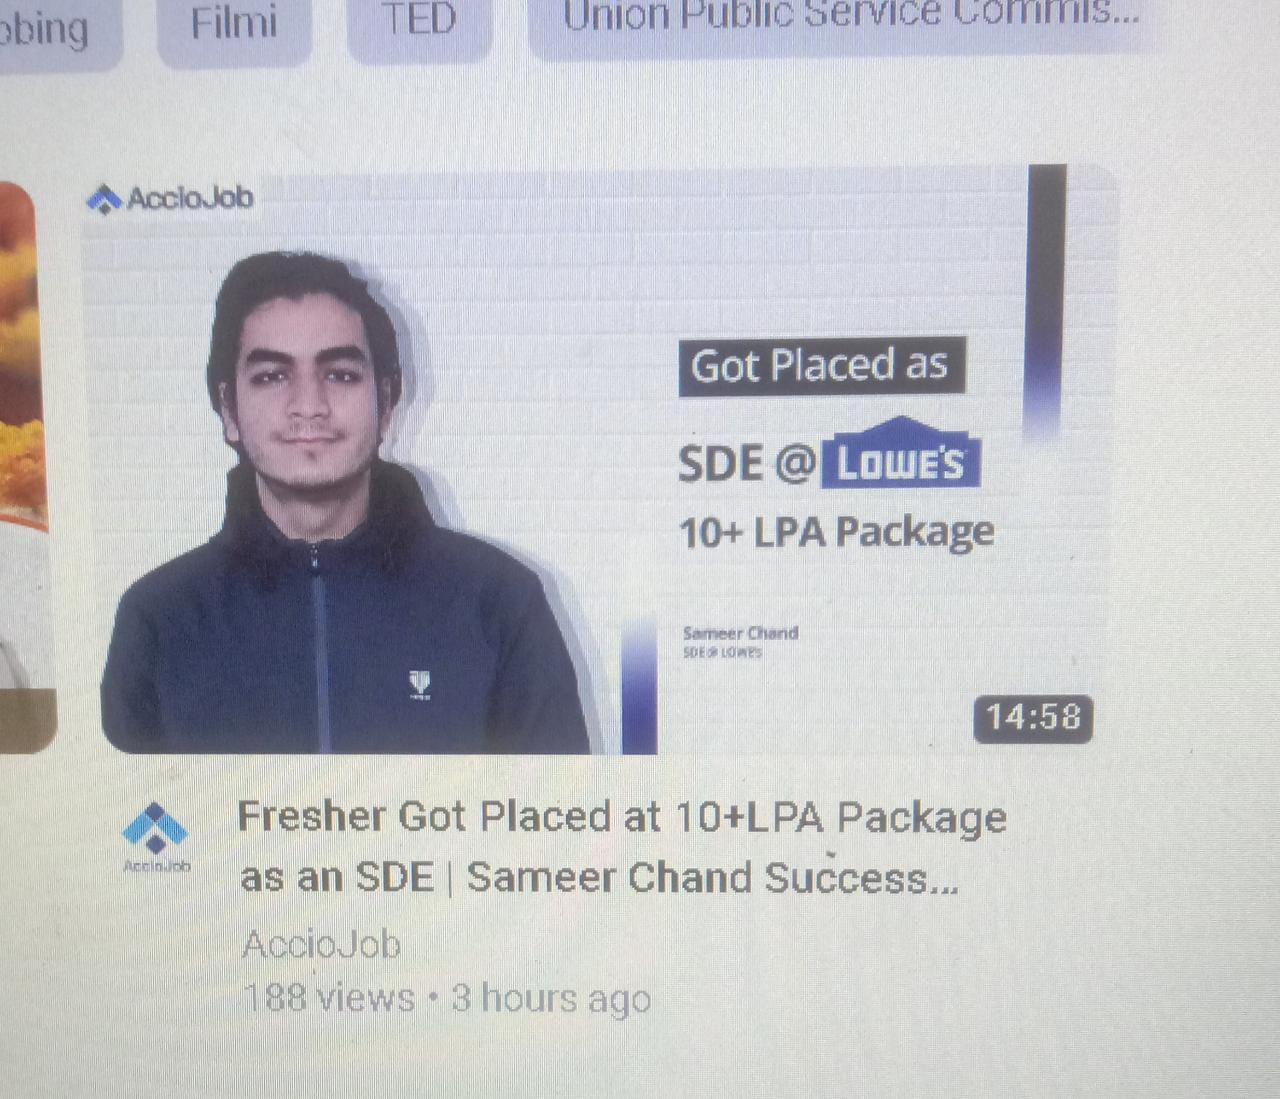 obing
Filmi
TED
Union Public Service Commis...
AccioJob
Got Placed as
SDE @ LOWE'S
10+ LPA Package
Sameer Chand
SDE @ LOWE'S
14:58
AccioJob
Fresher Got Placed at 10+LPA Package
as an SDE | Sameer Chand Success...
AccioJob
188 views • 3 hours ago